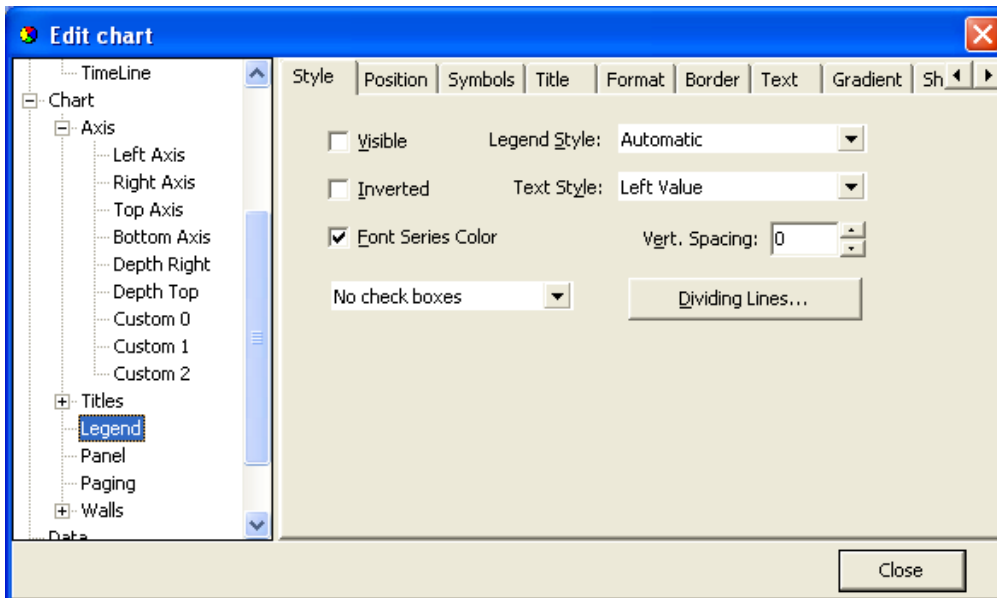 Edit chart
TimeLine
Chart
Axis
Left Axis
Right Axis
Top Axis
Bottom Axis
Depth Right
Depth Top
Custom 0
Custom 1
Custom 2
Titles
Legend
Panel
Paging
Walls
Data
Style Position Symbols Title Format Border Text Gradient Sh
Visible Legend Style: Automatic
Inverted Text Style: Left Value
Font Series Color Vert. Spacing: 0
No check boxes Dividing Lines...
Close